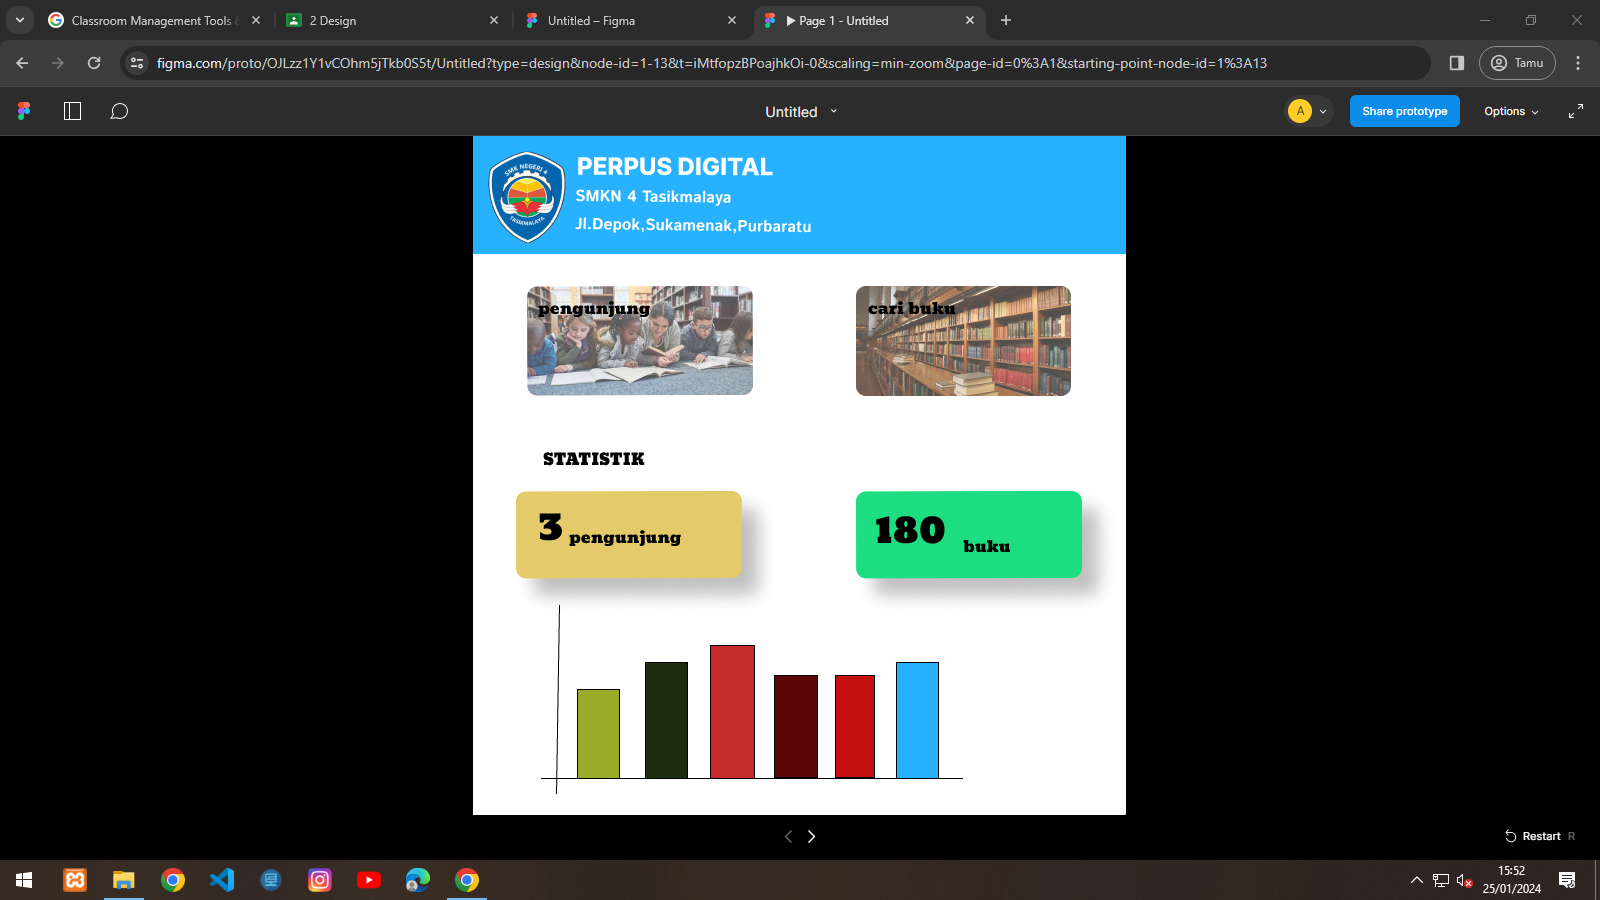 Classroom Management Tools &
2 Design
Untitled – Figma
Page 1 - Untitled
figma.com/proto/OJLzz1Y1vCOhm5jTkb0S5t/Untitled?type=design&node-id=1-13&t=iMtfopzBPoajhkOi-0&scaling=min-zoom&page-id=0%3A1&starting-point-node-id=1%3A13
Tamu
Untitled
A
Share prototype
Options
SMK NEGERI 4
TASIKMALAYA
PERPUS DIGITAL
SMKN 4 Tasikmalaya
Jl.Depok,Sukamenak,Purbaratu
pengunjung
cari buku
STATISTIK
3 pengunjung
180 buku
Restart R
15:52
25/01/2024